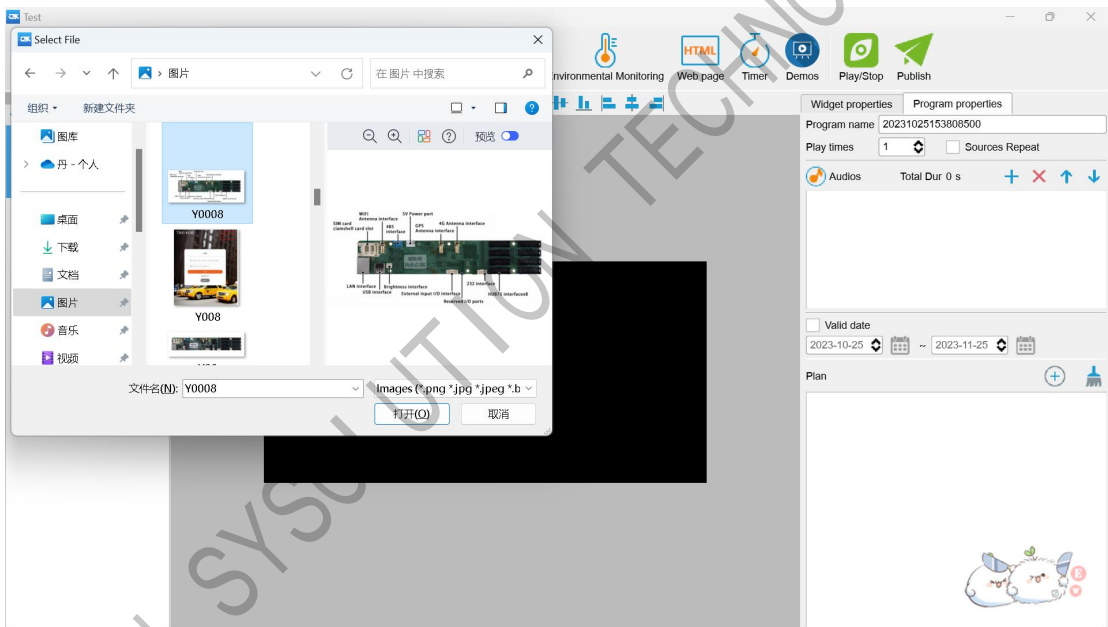 Test
Select File
图片
在 图片 中搜索
组织
新建文件夹
图库
丹 - 个人
桌面
下载
文档
图片
音乐
视频
Y0008
Y008
预览
WiFi
Antenna interface
5V Power port
SIM card
clamshell card slot
485
interface
GPS
Antenna interface
4G Antenna interface
LAN interface
USB interface
Brightness interface
External input I/O interface
232 interface
Reserved I/O ports
文件名(N):
Y0008
Images (*.png *.jpg *.jpeg *.b
打开(O)
取消
nvironmental Monitoring
HTML
Web page
Timer
Demos
Play/Stop
Publish
Widget properties
Program properties
Program name
20231025153808500
Play times
1
Sources Repeat
Audios
Total Dur 0 s
Valid date
2023-10-25
~
2023-11-25
Plan
SYSOLUTION TECHNO